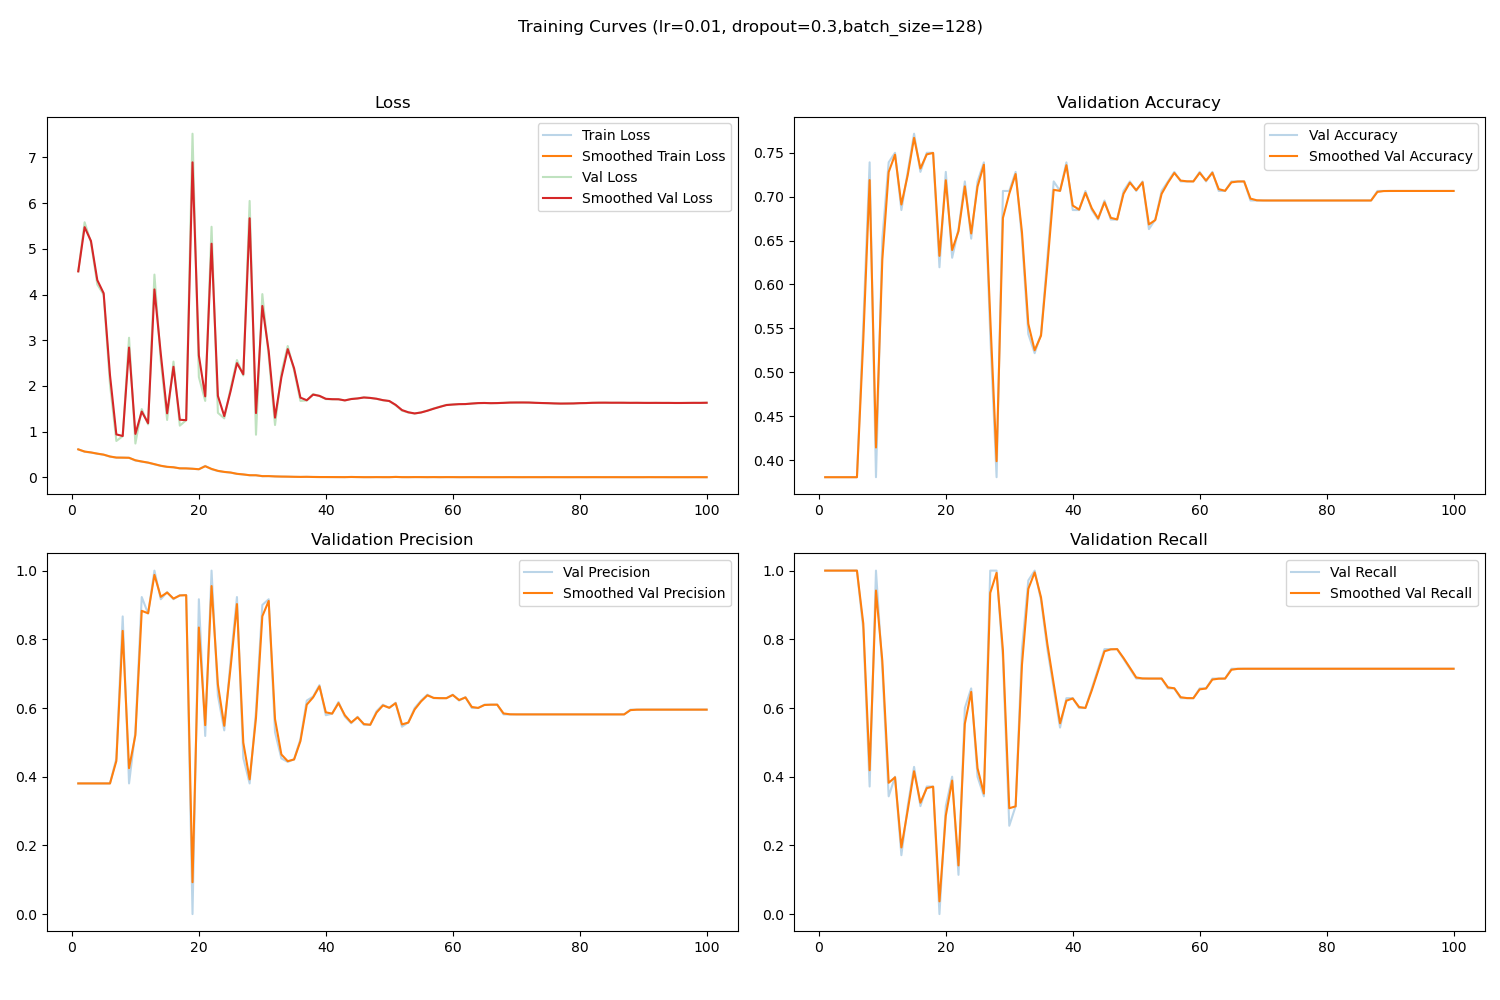 Training Curves (lr=0.01, dropout=0.3,batch_size=128)
Loss
Train Loss
Smoothed Train Loss
Val Loss
Smoothed Val Loss
7
6
5
4
3
2
1
0
0 20 40 60 80 100
Validation Accuracy
Val Accuracy
Smoothed Val Accuracy
0.75
0.70
0.65
0.60
0.55
0.50
0.45
0.40
0 20 40 60 80 100
Validation Precision
Val Precision
Smoothed Val Precision
1.0
0.8
0.6
0.4
0.2
0.0
0 20 40 60 80 100
Validation Recall
Val Recall
Smoothed Val Recall
1.0
0.8
0.6
0.4
0.2
0.0
0 20 40 60 80 100